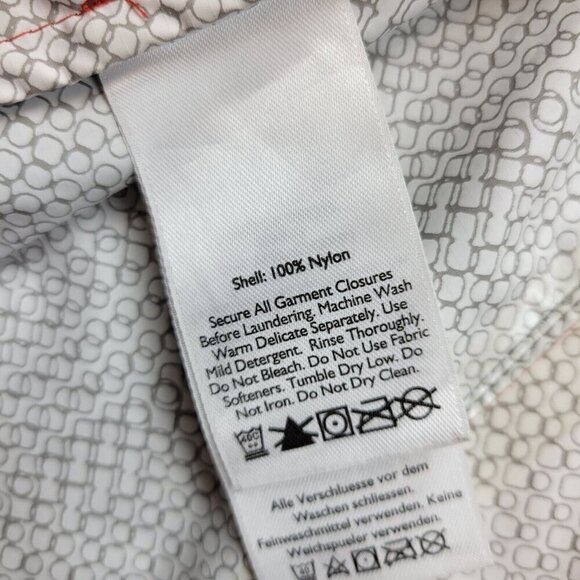 Shell: 100% Nylon
Secure All Garment Closures
Before Laundering. Machine Wash
Warm Delicate Separately. Use
Mild Detergent. Rinse Thoroughly.
Do Not Bleach. Do Not Use Fabric
Softeners. Tumble Dry Low. Do
Not Iron. Do Not Dry Clean.
40C
Alle Verschluesse vor dem
Waschen schliessen.
Feinwaschmittel verwenden. Keine
Weichspueler verwenden.
40